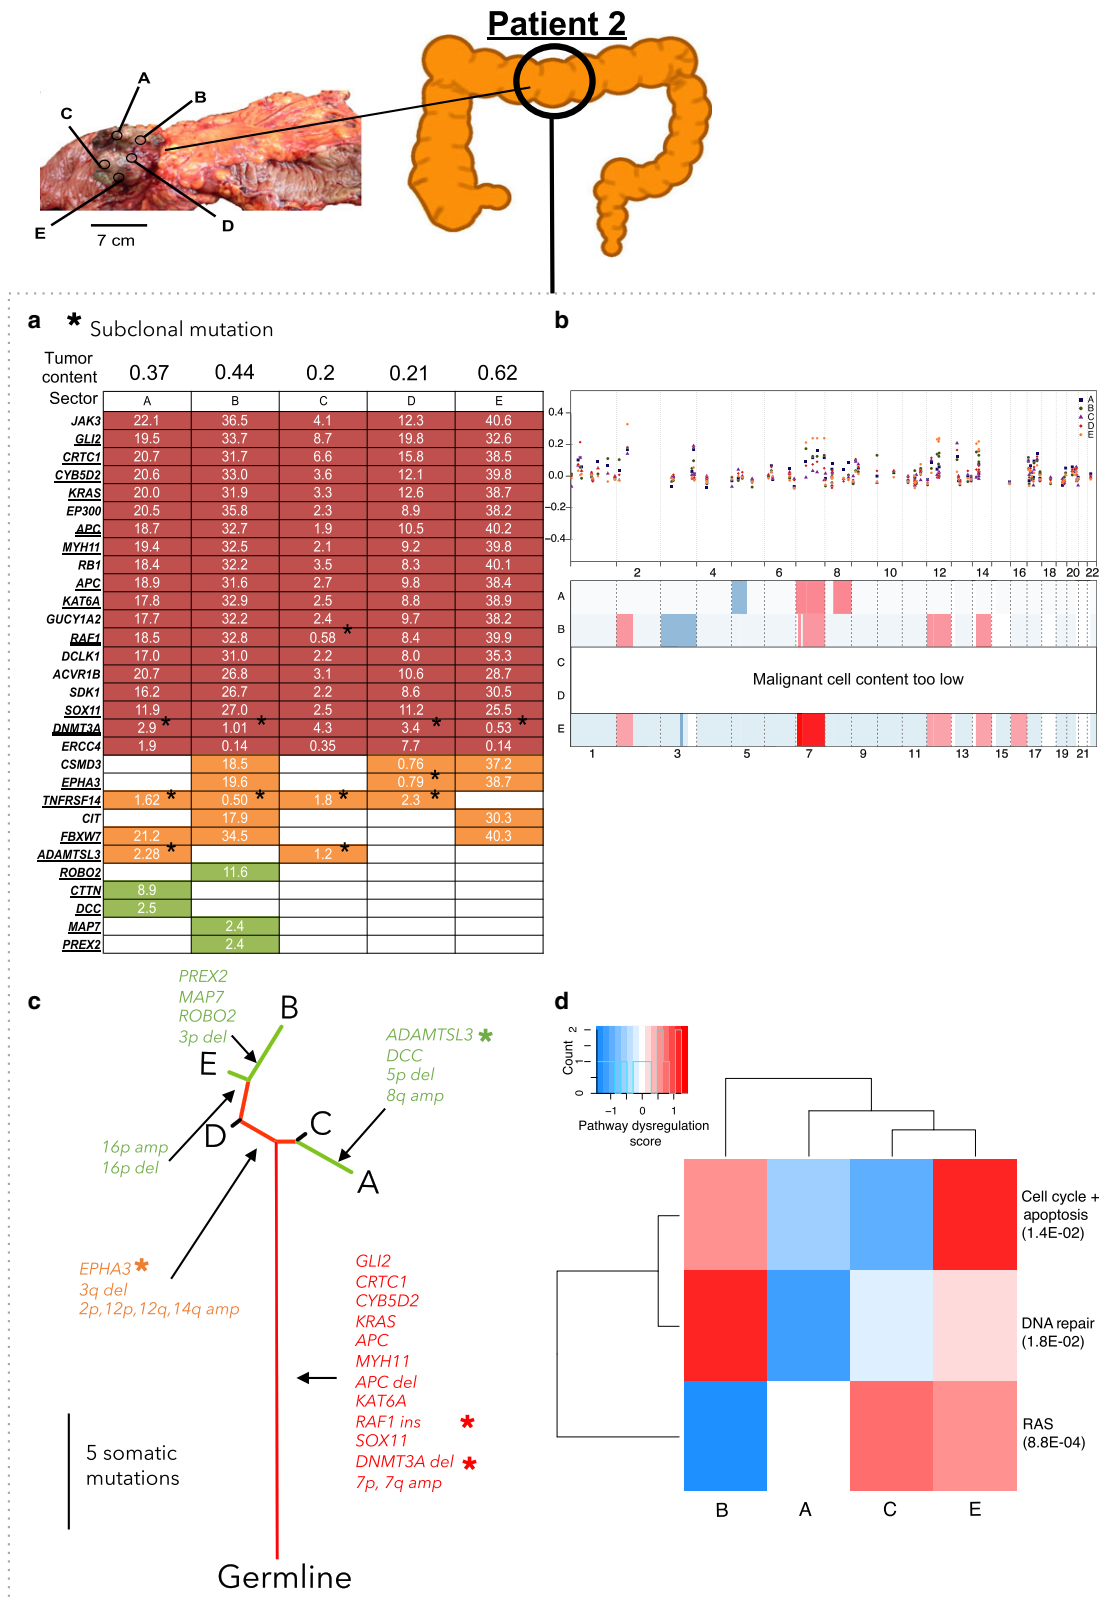 Patient 2
A
B
C
D
E
7 cm
a
* Subclonal mutation
Tumor content 0.37 0.44 0.2 0.21 0.62
Sector A B C D E
JAK3 22.1 36.5 4.1 12.3 40.6
GLI2 19.5 33.7 8.7 19.8 32.6
CRTC1 20.7 31.7 6.6 15.8 38.5
CYB5D2 20.6 33.0 3.6 12.1 39.8
KRAS 20.0 31.9 3.3 12.6 38.7
EP300 20.5 35.8 2.3 8.9 38.2
APC 18.7 32.7 1.9 10.5 40.2
MYH11 19.4 32.5 2.1 9.2 39.8
RB1 18.4 32.2 3.5 8.3 40.1
APC 18.9 31.6 2.7 9.8 38.4
KAT6A 17.8 32.9 2.5 8.8 38.9
GUCY1A2 17.7 32.2 2.4 9.7 38.2
RAF1 18.5 32.8 0.58 * 8.4 39.9
DCLK1 17.0 31.0 2.2 8.0 35.3
ACVR1B 20.7 26.8 3.1 10.6 28.7
SDK1 16.2 26.7 2.2 8.6 30.5
SOX11 11.9 27.0 2.5 11.2 25.5
DNMT3A 2.9 * 1.01 * 4.3 3.4 * 0.53 *
ERCC4 1.9 0.14 0.35 7.7 0.14
CSMD3 18.5 0.76 37.2
EPHA3 19.6 0.79 * 38.7
TNFRSF14 1.62 * 0.50 * 1.8 * 2.3 *
CIT 17.9 30.3
FBXW7 21.2 34.5 40.3
ADAMTSL3 2.28 * 1.2 *
ROBO2 11.6
CTTN 8.9
DCC 2.5
MAP7 2.4
PREX2 2.4
b
0.4
0.2
0.0
−0.2
−0.4
A
B
C
D
E
2 4 6 8 10 12 14 16 18 20 22
A
B
C
D
E
Malignant cell content too low
1 3 5 7 9 11 13 15 17 19 21
c
PREX2
MAP7
ROBO2
3p del
B
E
D
C
A
ADAMTSL3 *
DCC
5p del
8q amp
16p amp
16p del
EPHA3 *
3q del
2p,12p,12q,14q amp
GLI2
CRTC1
CYB5D2
KRAS
APC
MYH11
APC del
KAT6A
RAF1 ins *
SOX11
DNMT3A del *
7p, 7q amp
5 somatic
mutations
Germline
d
Count
0 1 2
−1 0 1
Pathway dysregulation
score
Cell cycle +
apoptosis
(1.4E-02)
DNA repair
(1.8E-02)
RAS
(8.8E-04)
B A C E